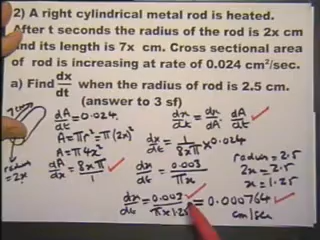 2) A right cylindrical metal rod is heated.
After t seconds the radius of the rod is 2x cm
and its length is 7x cm. Cross sectional area
of rod is increasing at rate of 0.024 cm²/sec.
a) Find dx/dt when the radius of rod is 2.5 cm.
(answer to 3 sf)
7x cm
radius = 2x
dA/dt = 0.024
A = πr² = π(2x)²
A = π4x²
dA/dx = 8πx/1
dx/dt = dx/dA · dA/dt
dx/dt = 1/8πx × 0.024
dx/dt = 0.003/πx
radius = 2.5
2x = 2.5
x = 1.25
dx/dt = 0.003/π×1.25 = 0.000764
cm/sec